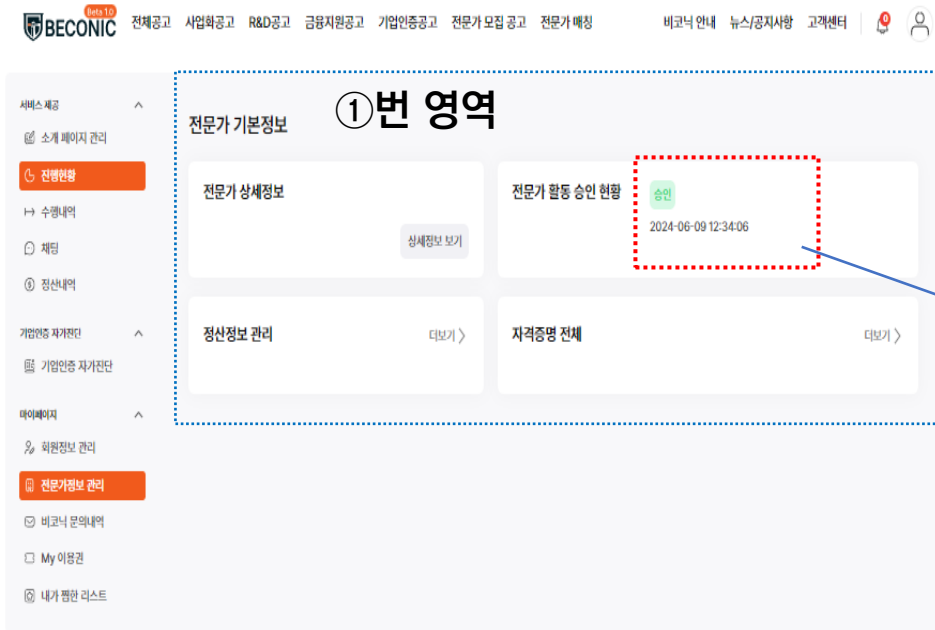 Beta 1.0
BECONIC 전체공고 사업화공고 R&D공고 금융지원공고 기업인증공고 전문가 모집 공고 전문가 매칭 비코닉 안내 뉴스/공지사항 고객센터 0
서비스 제공
소개 페이지 관리
진행현황
수행내역
채팅
정산내역
기업인증 자가진단
기업인증 자가진단
마이페이지
회원정보 관리
전문가정보 관리
비코닉 문의내역
My 이용권
내가 찜한 리스트
①번 영역
전문가 기본정보
전문가 상세정보
상세정보 보기
전문가 활동 승인 현황
승인
2024-06-09 12:34:06
정산정보 관리 더보기
자격증명 전체 더보기